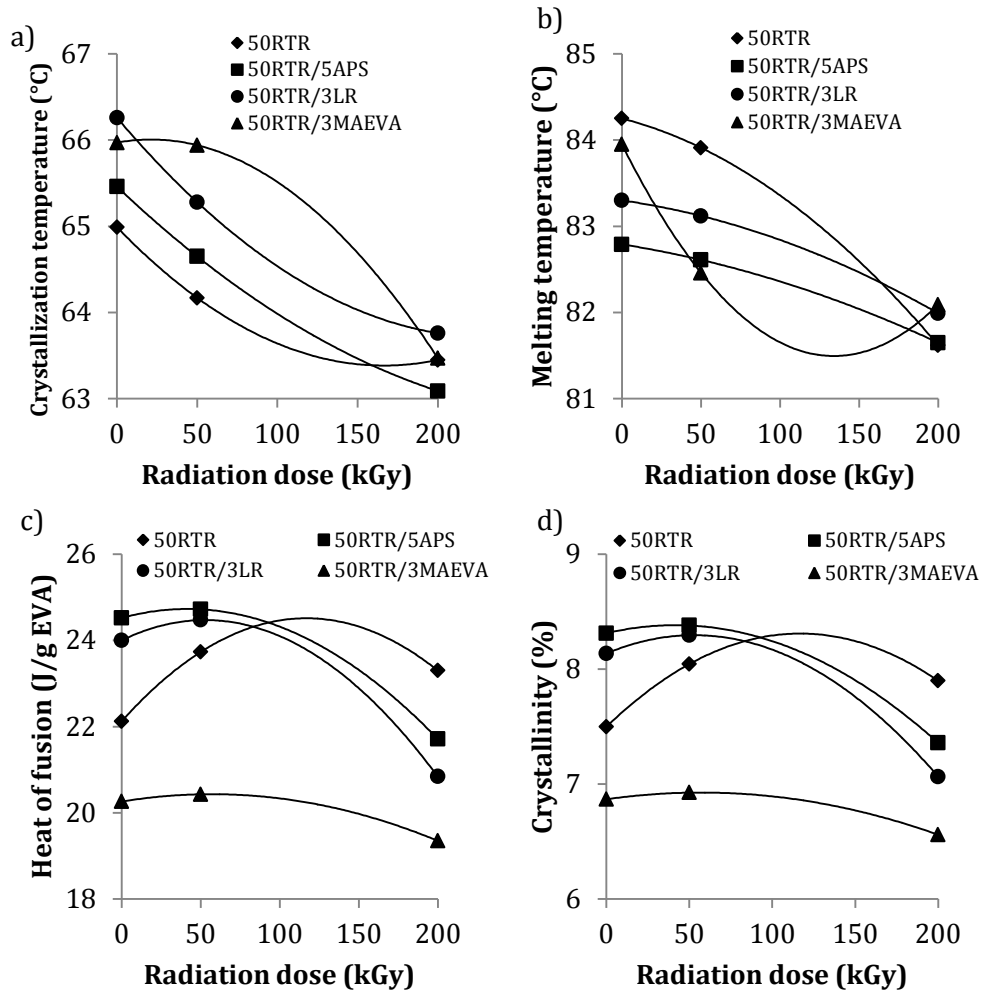 a)
50RTR
50RTR/5APS
50RTR/3LR
50RTR/3MAEVA
Crystallization temperature (°C)
67
66
65
64
63
0 50 100 150 200
Radiation dose (kGy)
b)
50RTR
50RTR/5APS
50RTR/3LR
50RTR/3MAEVA
Melting temperature (°C)
85
84
83
82
81
0 50 100 150 200
Radiation dose (kGy)
c)
50RTR 50RTR/5APS
50RTR/3LR 50RTR/3MAEVA
Heat of fusion (J/g EVA)
26
24
22
20
18
0 50 100 150 200
Radiation dose (kGy)
d)
50RTR 50RTR/5APS
50RTR/3LR 50RTR/3MAEVA
Crystallinity (%)
9
8
7
6
0 50 100 150 200
Radiation dose (kGy)